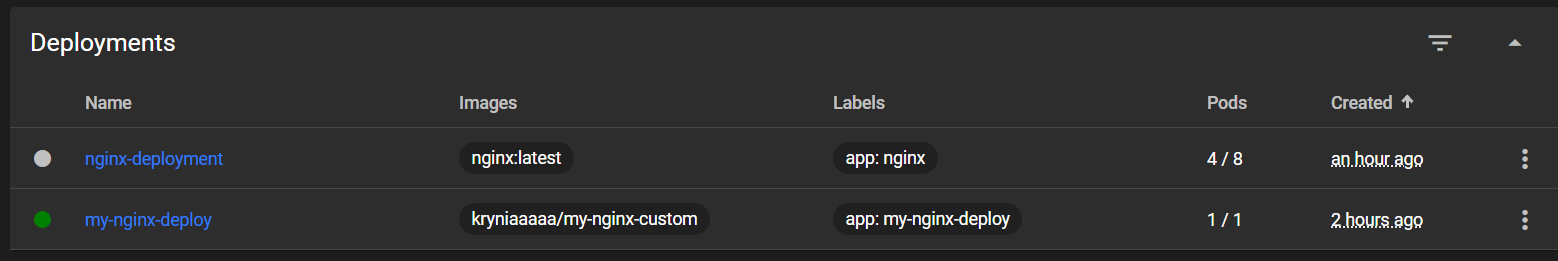 Deployments
Name Images Labels Pods Created
nginx-deployment nginx:latest app: nginx 4 / 8 an hour ago
my-nginx-deploy kryniaaaaa/my-nginx-custom app: my-nginx-deploy 1 / 1 2 hours ago